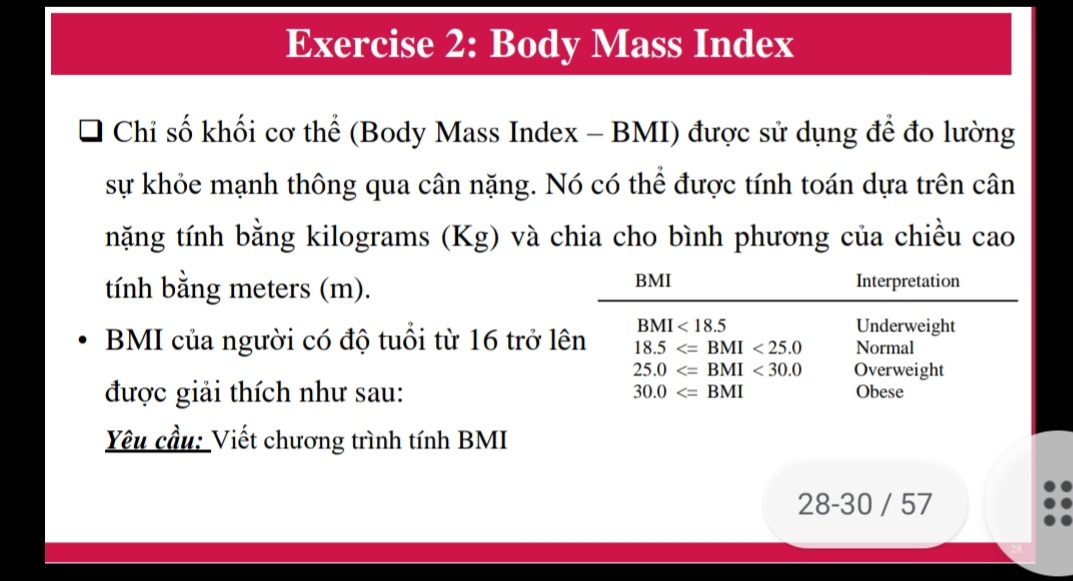 Exercise 2: Body Mass Index
❑ Chỉ số khối cơ thể (Body Mass Index – BMI) được sử dụng để đo lường
sự khỏe mạnh thông qua cân nặng. Nó có thể được tính toán dựa trên cân
nặng tính bằng kilograms (Kg) và chia cho bình phương của chiều cao
tính bằng meters (m).
• BMI của người có độ tuổi từ 16 trở lên
được giải thích như sau:
Yêu cầu: Viết chương trình tính BMI
BMI Interpretation
BMI < 18.5 Underweight
18.5 <= BMI < 25.0 Normal
25.0 <= BMI < 30.0 Overweight
30.0 <= BMI Obese
28-30 / 57
28